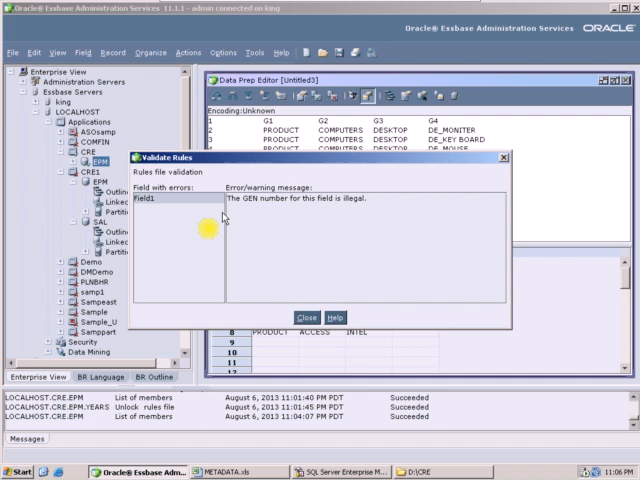 Oracle® Essbase Administration Services 11.1.1 - admin connected on king
Oracle® Essbase Administration Services ORACLE
File Edit View Field Record Organize Actions Options Tools Help
Enterprise View
Administration Servers
Essbase Servers
king
LOCALHOST
Applications
ASOsamp
COMFIN
CRE
EPM
CRE1
EPM
Outlin
Linked
Partiti
SAL
Outlin
Linked
Partiti
Demo
DMDemo
PLNBHR
samp1
Sampeast
Sample
Sample_U
Samppart
Security
Data Mining
Enterprise View BR Language BR Outline
Data Prep Editor [Untitled3]
Encoding:Unknown
1 G1 G2 G3 G4
2 PRODUCT COMPUTERS DESKTOP DE_MONITER
3 PRODUCT COMPUTERS DESKTOP DE_KEY BOARD
PRODUCT COMPUTERS DESKTOP DE_MOUSE
Validate Rules
Rules file validation
Field with errors: Error/warning message:
Field1 The GEN number for this field is illegal.
Close Help
8 PRODUCT ACCESS INTEL
9
10
11
12
LOCALHOST.CRE.EPM List of members August 6, 2013 11:01:40 PM PDT Succeeded
LOCALHOST.CRE.EPM.YEARS Unlock rules file August 6, 2013 11:01:45 PM PDT Succeeded
LOCALHOST.CRE.EPM List of members August 6, 2013 11:04:07 PM PDT Succeeded
Messages
Start Oracle® Essbase Adm... METADATA.xls SQL Server Enterprise M... D:\CRE 11:06 PM